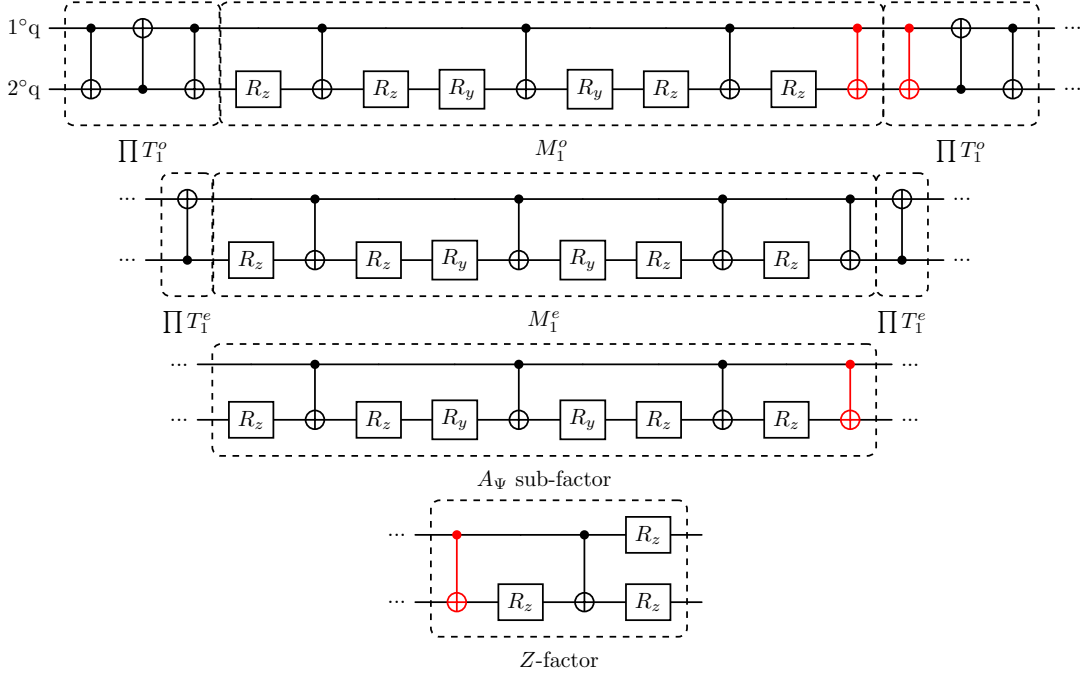 1°q ...
R_z R_z R_y R_y R_z R_z
2°q ...
∏ T_1^o M_1^o ∏ T_1^o
... ...
... R_z R_z R_y R_y R_z R_z ...
∏ T_1^e M_1^e ∏ T_1^e
... ...
... R_z R_z R_y R_y R_z R_z ...
A_Ψ sub-factor
... R_z
... R_z R_z
Z-factor